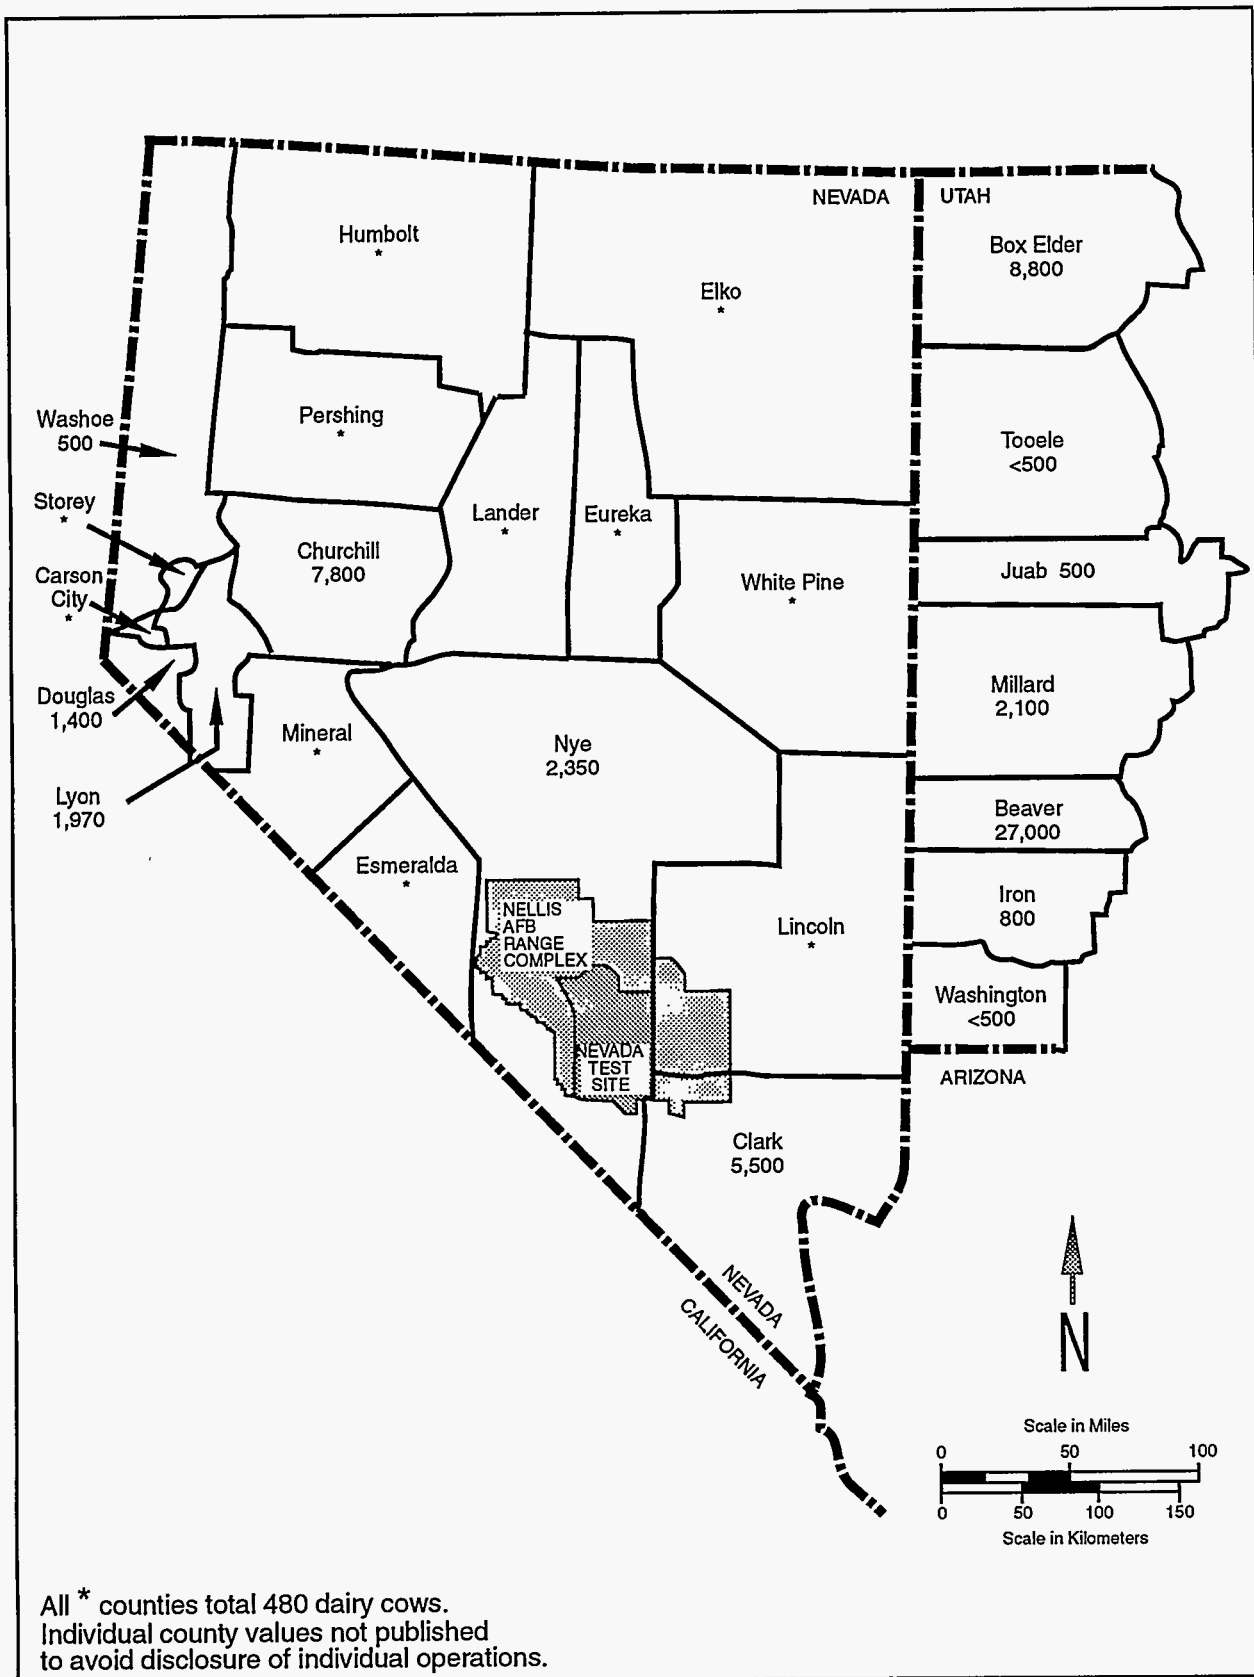 NEVADA
UTAH
Humbolt
*
Elko
*
Box Elder
8,800
Washoe
500
Pershing
*
Tooele
<500
Storey
*
Lander
*
Eureka
*
Churchill
7,800
Carson
City
*
White Pine
*
Juab 500
Douglas
1,400
Mineral
*
Nye
2,350
Millard
2,100
Lyon
1,970
Beaver
27,000
Esmeralda
*
Iron
800
NELLIS
AFB
RANGE
COMPLEX
Lincoln
*
Washington
<500
NEVADA
TEST
SITE
ARIZONA
Clark
5,500
NEVADA
CALIFORNIA
N
Scale in Miles
0 50 100
0 50 100 150
Scale in Kilometers
All * counties total 480 dairy cows.
Individual county values not published
to avoid disclosure of individual operations.